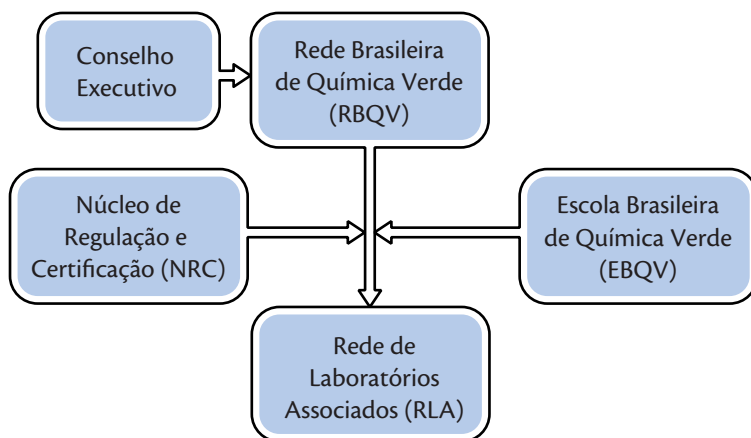 Conselho
Executivo
Rede Brasileira
de Química Verde
(RBQV)
Núcleo de
Regulação e
Certificação (NRC)
Escola Brasileira
de Química Verde
(EBQV)
Rede de
Laboratórios
Associados (RLA)